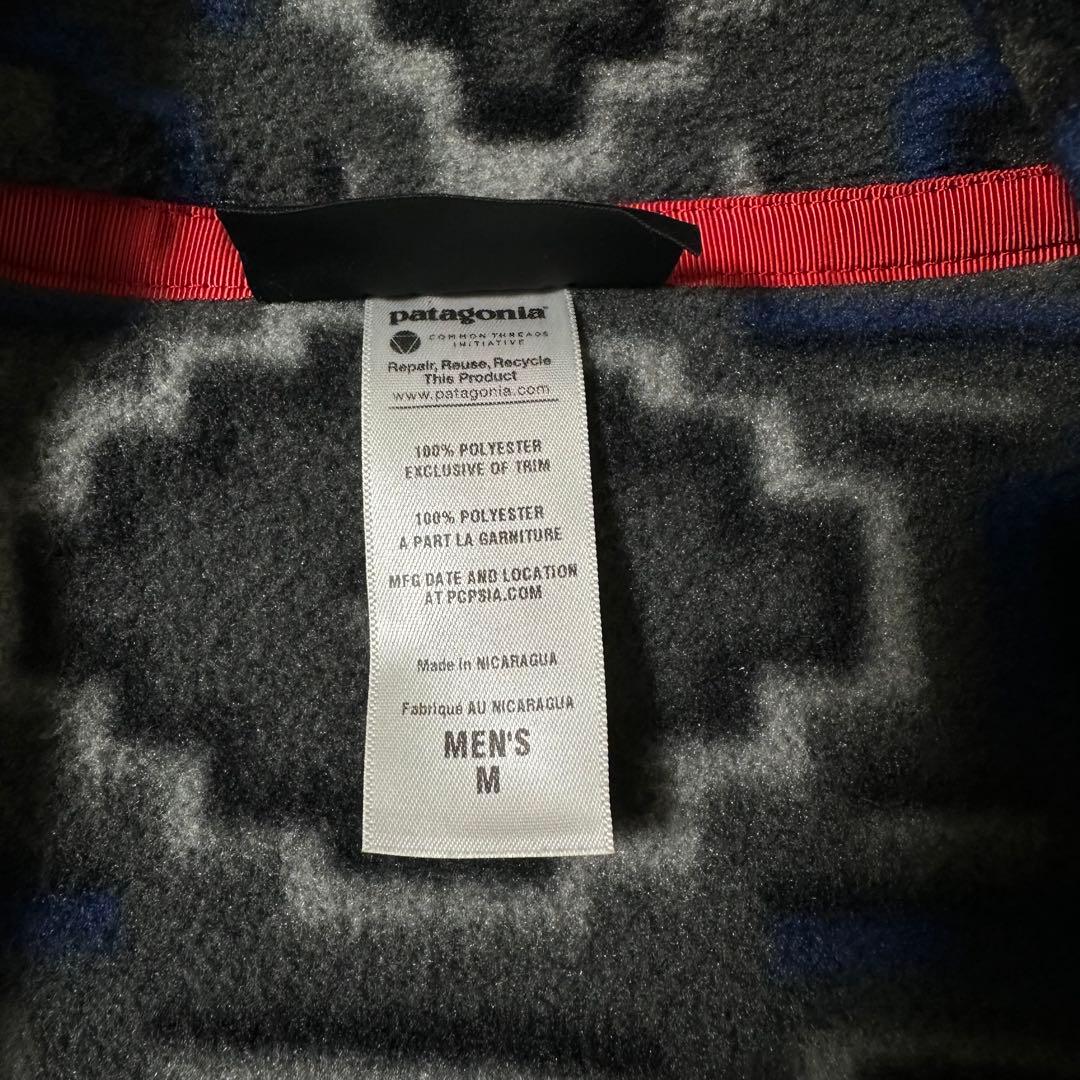 patagonia
COMMON THREADS
INITIATIVE
Repair, Reuse, Recycle
This Product
www.patagonia.com
100% POLYESTER
EXCLUSIVE OF TRIM
100% POLYESTER
A PART LA GARNITURE
MFG DATE AND LOCATION
AT PCPSIA.COM
Made in NICARAGUA
Fabriqué AU NICARAGUA
MEN'S
M